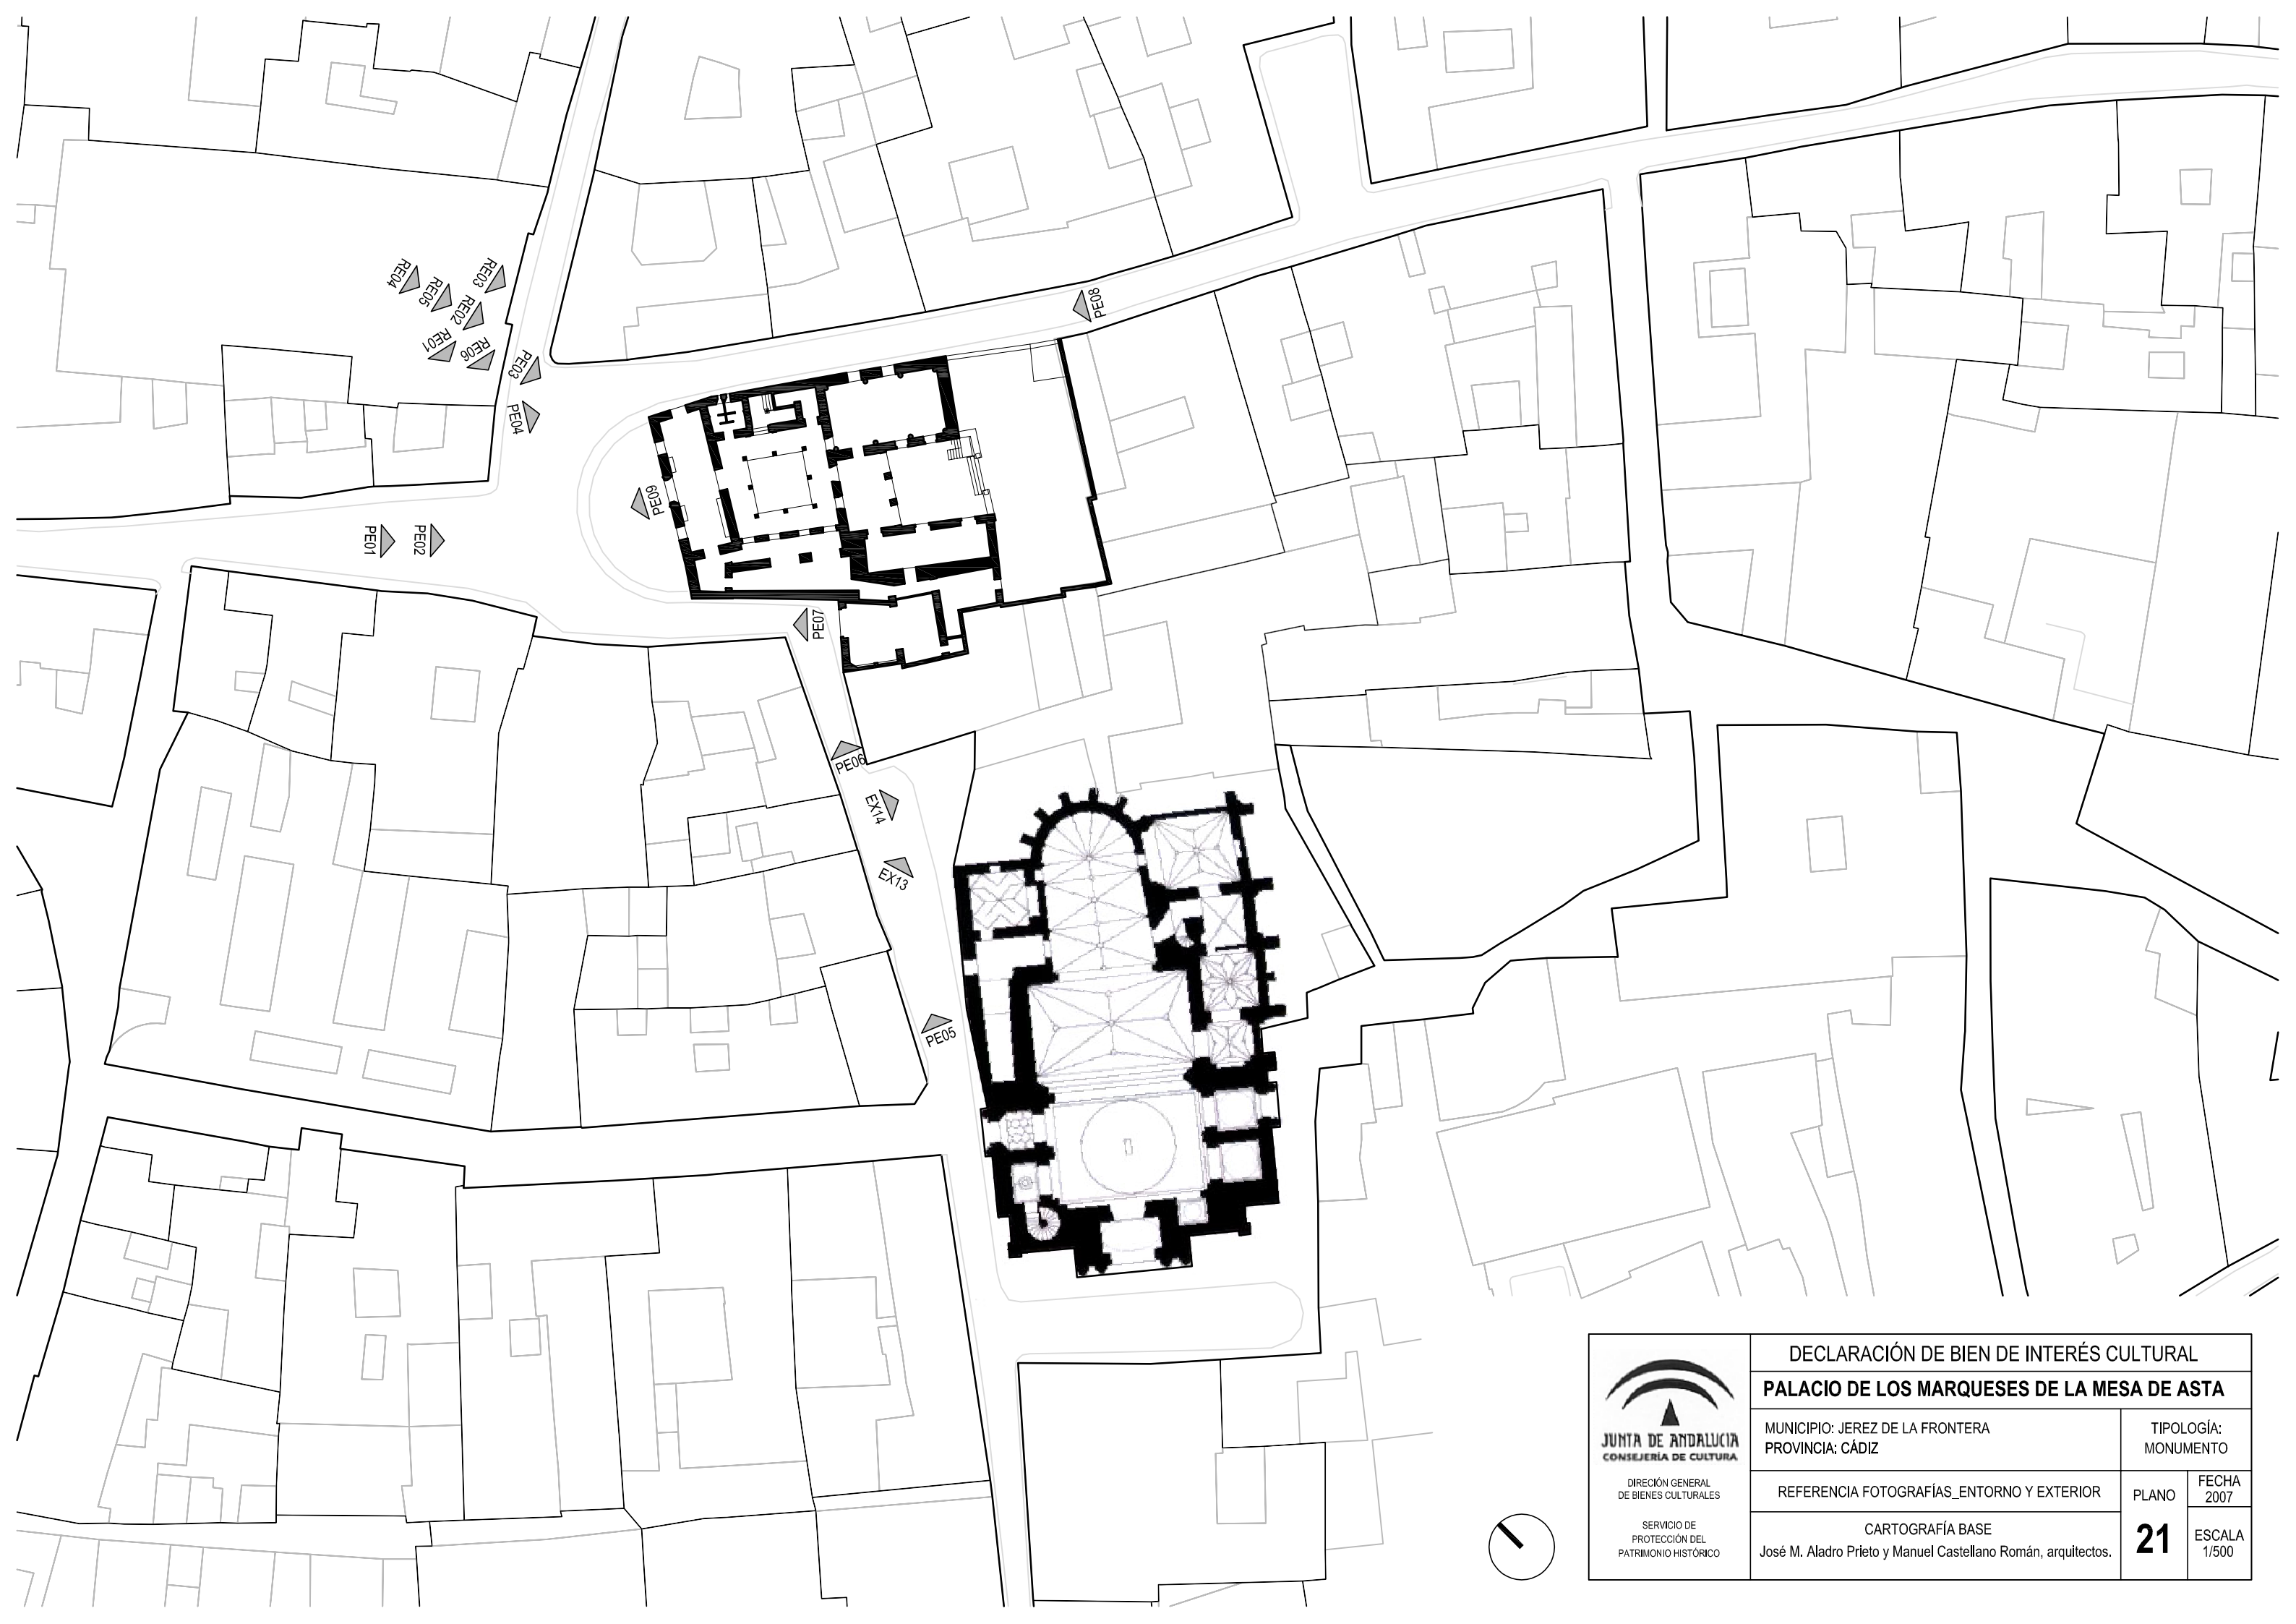 RE04
RE03
RE05
RE02
RE01
RE06
PE03
PE04
PE08
PE09
PE01
PE02
PE07
PE06
EX14
EX13
PE05
JUNTA DE ANDALUCIA
CONSEJERÍA DE CULTURA
DIRECIÓN GENERAL
DE BIENES CULTURALES
SERVICIO DE
PROTECCIÓN DEL
PATRIMONIO HISTÓRICO
DECLARACIÓN DE BIEN DE INTERÉS CULTURAL
PALACIO DE LOS MARQUESES DE LA MESA DE ASTA
MUNICIPIO: JEREZ DE LA FRONTERA
PROVINCIA: CÁDIZ
TIPOLOGÍA:
MONUMENTO
REFERENCIA FOTOGRAFÍAS_ENTORNO Y EXTERIOR
CARTOGRAFÍA BASE
José M. Aladro Prieto y Manuel Castellano Román, arquitectos.
PLANO
21
FECHA
2007
ESCALA
1/500